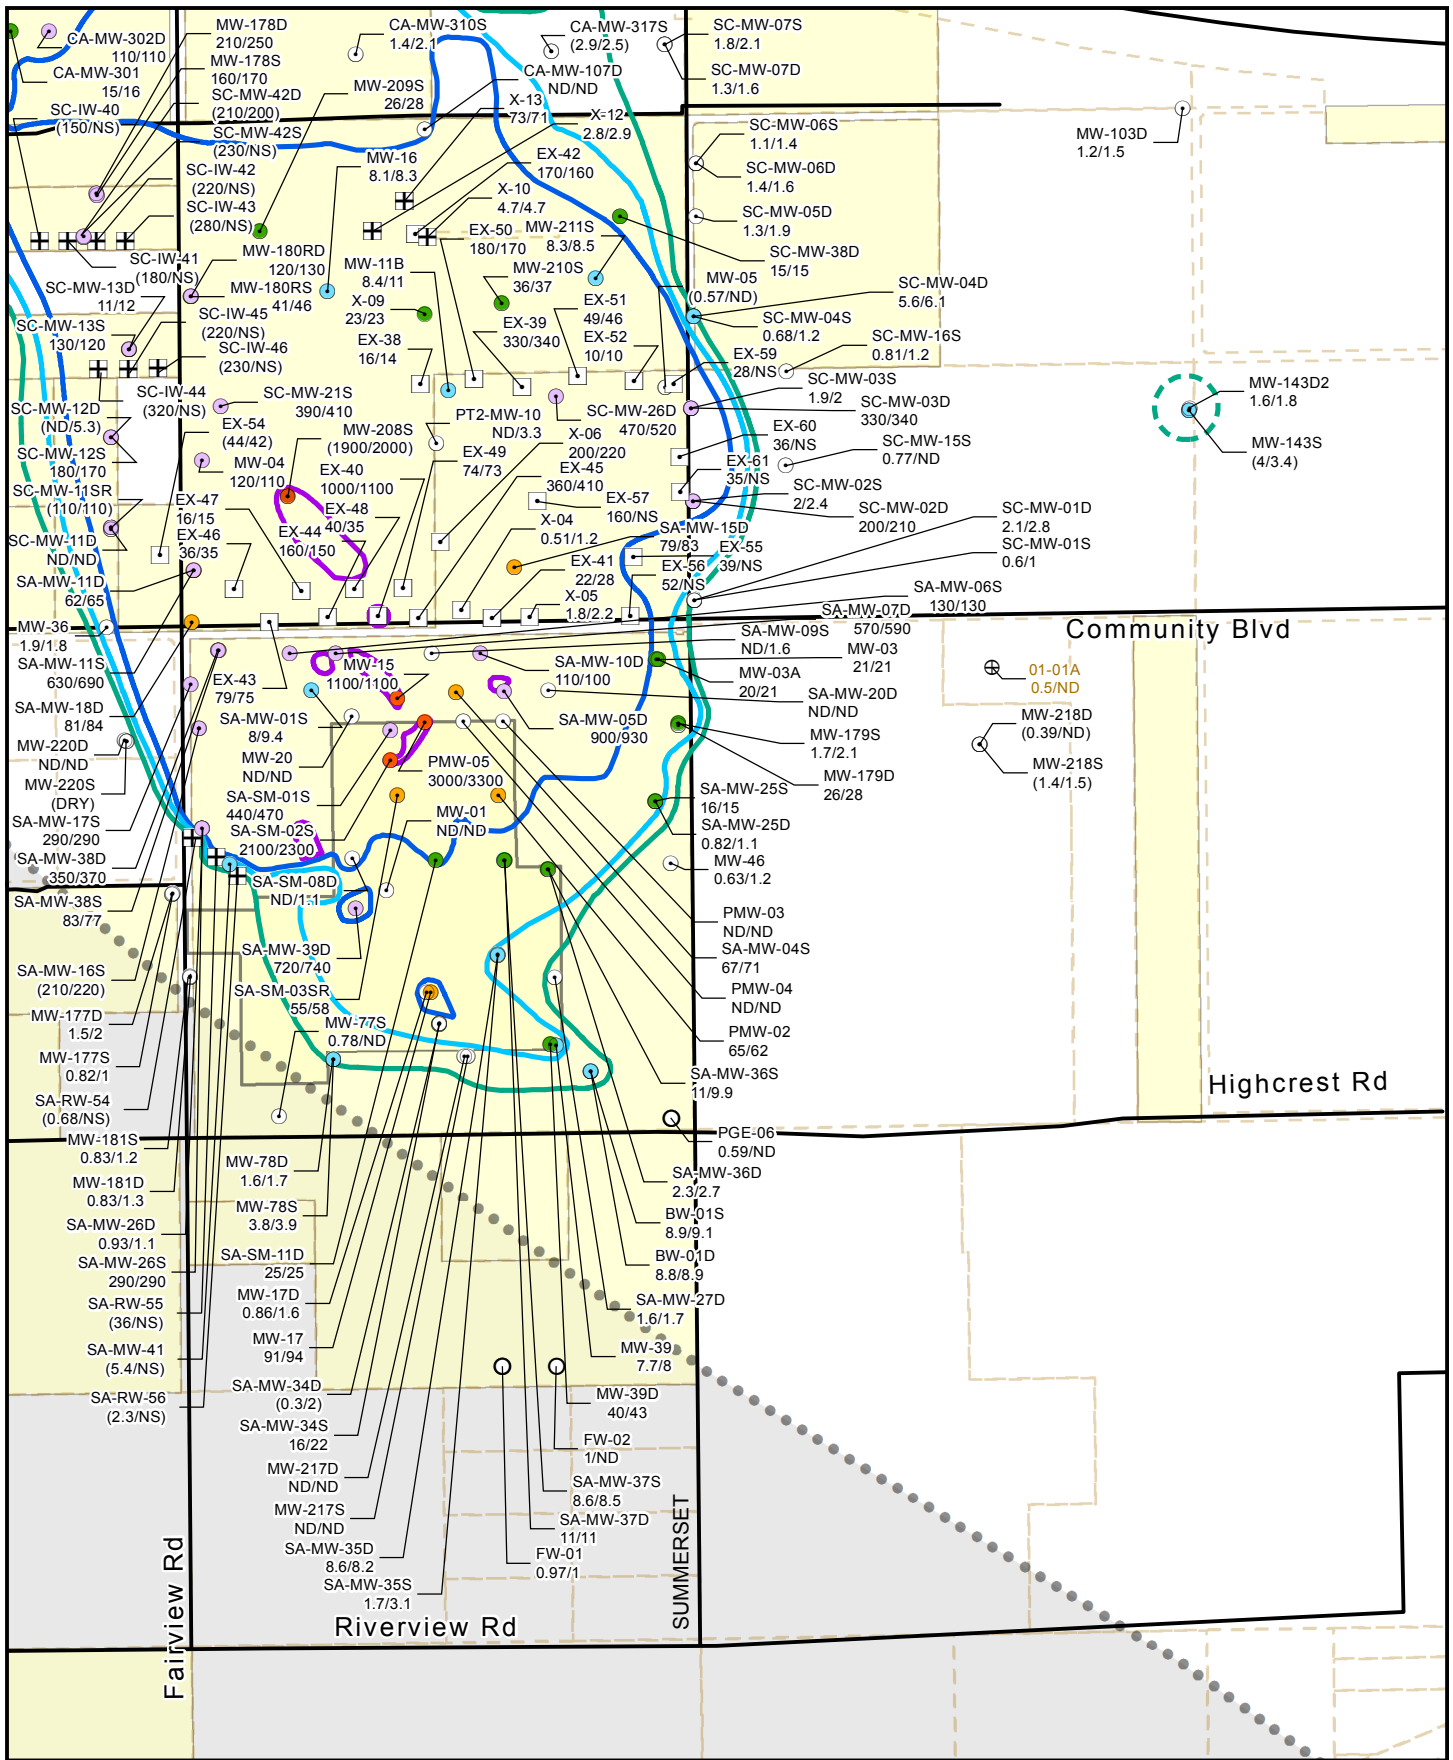 CA-MW-302D
110/110
CA-MW-301
15/16
SC-IW-40
(150/NS)
MW-178D
210/250
MW-178S
160/170
SC-MW-42D
(210/200)
SC-MW-42S
(230/NS)
SC-IW-42
(220/NS)
SC-IW-43
(280/NS)
SC-IW-41
(180/NS)
CA-MW-310S
1.4/2.1
MW-209S
26/28
CA-MW-317S
(2.9/2.5)
CA-MW-107D
ND/ND
X-13
73/71
X-12
2.8/2.9
MW-16
8.1/8.3
EX-42
170/160
X-10
4.7/4.7
EX-50
180/170
MW-211S
8.3/8.5
SC-MW-07S
1.8/2.1
SC-MW-07D
1.3/1.6
SC-MW-06S
1.1/1.4
SC-MW-06D
1.4/1.6
SC-MW-05D
1.3/1.9
SC-MW-38D
15/15
MW-103D
1.2/1.5
MW-180RD
120/130
MW-180RS
41/46
MW-11B
8.4/11
X-09
23/23
MW-210S
36/37
EX-51
49/46
EX-52
10/10
EX-39
330/340
EX-38
16/14
MW-05
(0.57/ND)
SC-MW-04D
5.6/6.1
SC-MW-04S
0.68/1.2
SC-MW-16S
0.81/1.2
EX-59
28/NS
SC-MW-03S
1.9/2
SC-MW-03D
330/340
MW-143D2
1.6/1.8
MW-143S
(4/3.4)
SC-MW-13D
11/12
SC-MW-13S
130/120
SC-IW-45
(220/NS)
SC-IW-46
(230/NS)
SC-IW-44
(320/NS)
SC-MW-21S
390/410
SC-MW-12D
(ND/5.3)
SC-MW-12S
180/170
EX-54
(44/42)
MW-04
120/110
MW-208S
(1900/2000)
PT2-MW-10
ND/3.3
SC-MW-26D
470/520
X-06
200/220
EX-49
74/73
EX-45
360/410
EX-40
1000/1100
EX-60
36/NS
SC-MW-15S
0.77/ND
EX-61
35/NS
SC-MW-02S
2/2.4
SC-MW-02D
200/210
SC-MW-01D
2.1/2.8
SC-MW-01S
0.6/1
SC-MW-11SR
(110/110)
SC-MW-11D
ND/ND
EX-47
16/15
EX-46
36/35
EX-48
40/35
EX-44
160/150
EX-57
160/NS
X-04
0.51/1.2
EX-41
22/28
X-05
1.8/2.2
SA-MW-15D
79/83
EX-55
39/NS
EX-56
52/NS
SA-MW-06S
130/130
SA-MW-07D
570/590
Community Blvd
SA-MW-11D
62/65
MW-36
1.9/1.8
SA-MW-11S
630/690
SA-MW-18D
81/84
MW-220D
ND/ND
MW-220S
(DRY)
SA-MW-17S
290/290
SA-MW-38D
350/370
SA-MW-38S
83/77
EX-43
79/75
MW-15
1100/1100
SA-MW-01S
8/9.4
MW-20
ND/ND
SA-SM-01S
440/470
SA-SM-02S
2100/2300
SA-MW-10D
110/100
SA-MW-05D
900/930
PMW-05
3000/3300
MW-01
ND/ND
SA-MW-09S
ND/1.6
MW-03
21/21
MW-03A
20/21
SA-MW-20D
ND/ND
MW-179S
1.7/2.1
MW-179D
26/28
SA-MW-25S
16/15
SA-MW-25D
0.82/1.1
MW-46
0.63/1.2
01-01A
0.5/ND
MW-218D
(0.39/ND)
MW-218S
(1.4/1.5)
SA-SM-08D
ND/1.1
SA-MW-39D
720/740
SA-SM-03SR
55/58
MW-77S
0.78/ND
PMW-03
ND/ND
SA-MW-04S
67/71
PMW-04
ND/ND
PMW-02
65/62
SA-MW-36S
11/9.9
Highcrest Rd
PGE-06
0.59/ND
SA-MW-16S
(210/220)
MW-177D
1.5/2
MW-177S
0.82/1
SA-RW-54
(0.68/NS)
MW-181S
0.83/1.2
MW-181D
0.83/1.3
SA-MW-26D
0.93/1.1
SA-MW-26S
290/290
SA-RW-55
(36/NS)
SA-MW-41
(5.4/NS)
SA-RW-56
(2.3/NS)
MW-78D
1.6/1.7
MW-78S
3.8/3.9
SA-SM-11D
25/25
MW-17D
0.86/1.6
MW-17
91/94
SA-MW-34D
(0.3/2)
SA-MW-34S
16/22
MW-217D
ND/ND
MW-217S
ND/ND
SA-MW-35D
8.6/8.2
SA-MW-35S
1.7/3.1
SA-MW-36D
2.3/2.7
BW-01S
8.9/9.1
BW-01D
8.8/8.9
SA-MW-27D
1.6/1.7
MW-39
7.7/8
MW-39D
40/43
FW-02
1/ND
SA-MW-37S
8.6/8.5
SA-MW-37D
11/11
FW-01
0.97/1
Fairview Rd
SUMMERSET
Riverview Rd